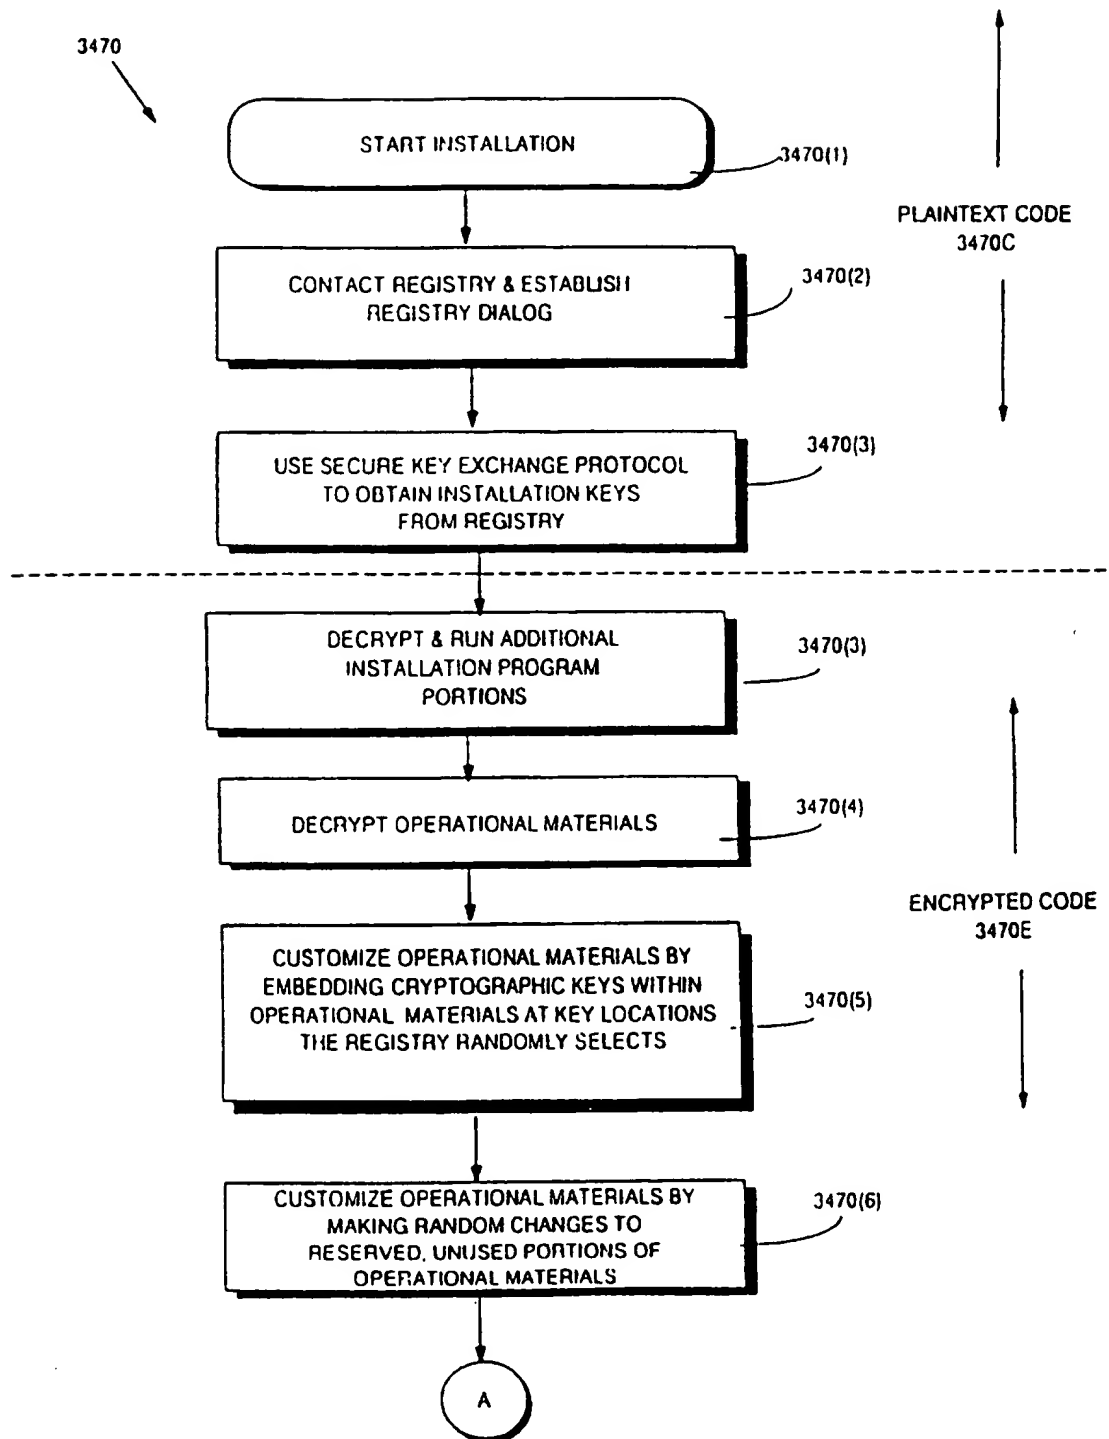 3470
START INSTALLATION
3470(1)
PLAINTEXT CODE
3470C
CONTACT REGISTRY & ESTABLISH
REGISTRY DIALOG
3470(2)
USE SECURE KEY EXCHANGE PROTOCOL
TO OBTAIN INSTALLATION KEYS
FROM REGISTRY
3470(3)
DECRYPT & RUN ADDITIONAL
INSTALLATION PROGRAM
PORTIONS
3470(3)
DECRYPT OPERATIONAL MATERIALS
3470(4)
ENCRYPTED CODE
3470E
CUSTOMIZE OPERATIONAL MATERIALS BY
EMBEDDING CRYPTOGRAPHIC KEYS WITHIN
OPERATIONAL MATERIALS AT KEY LOCATIONS
THE REGISTRY RANDOMLY SELECTS
3470(5)
CUSTOMIZE OPERATIONAL MATERIALS BY
MAKING RANDOM CHANGES TO
RESERVED, UNUSED PORTIONS OF
OPERATIONAL MATERIALS
3470(6)
A